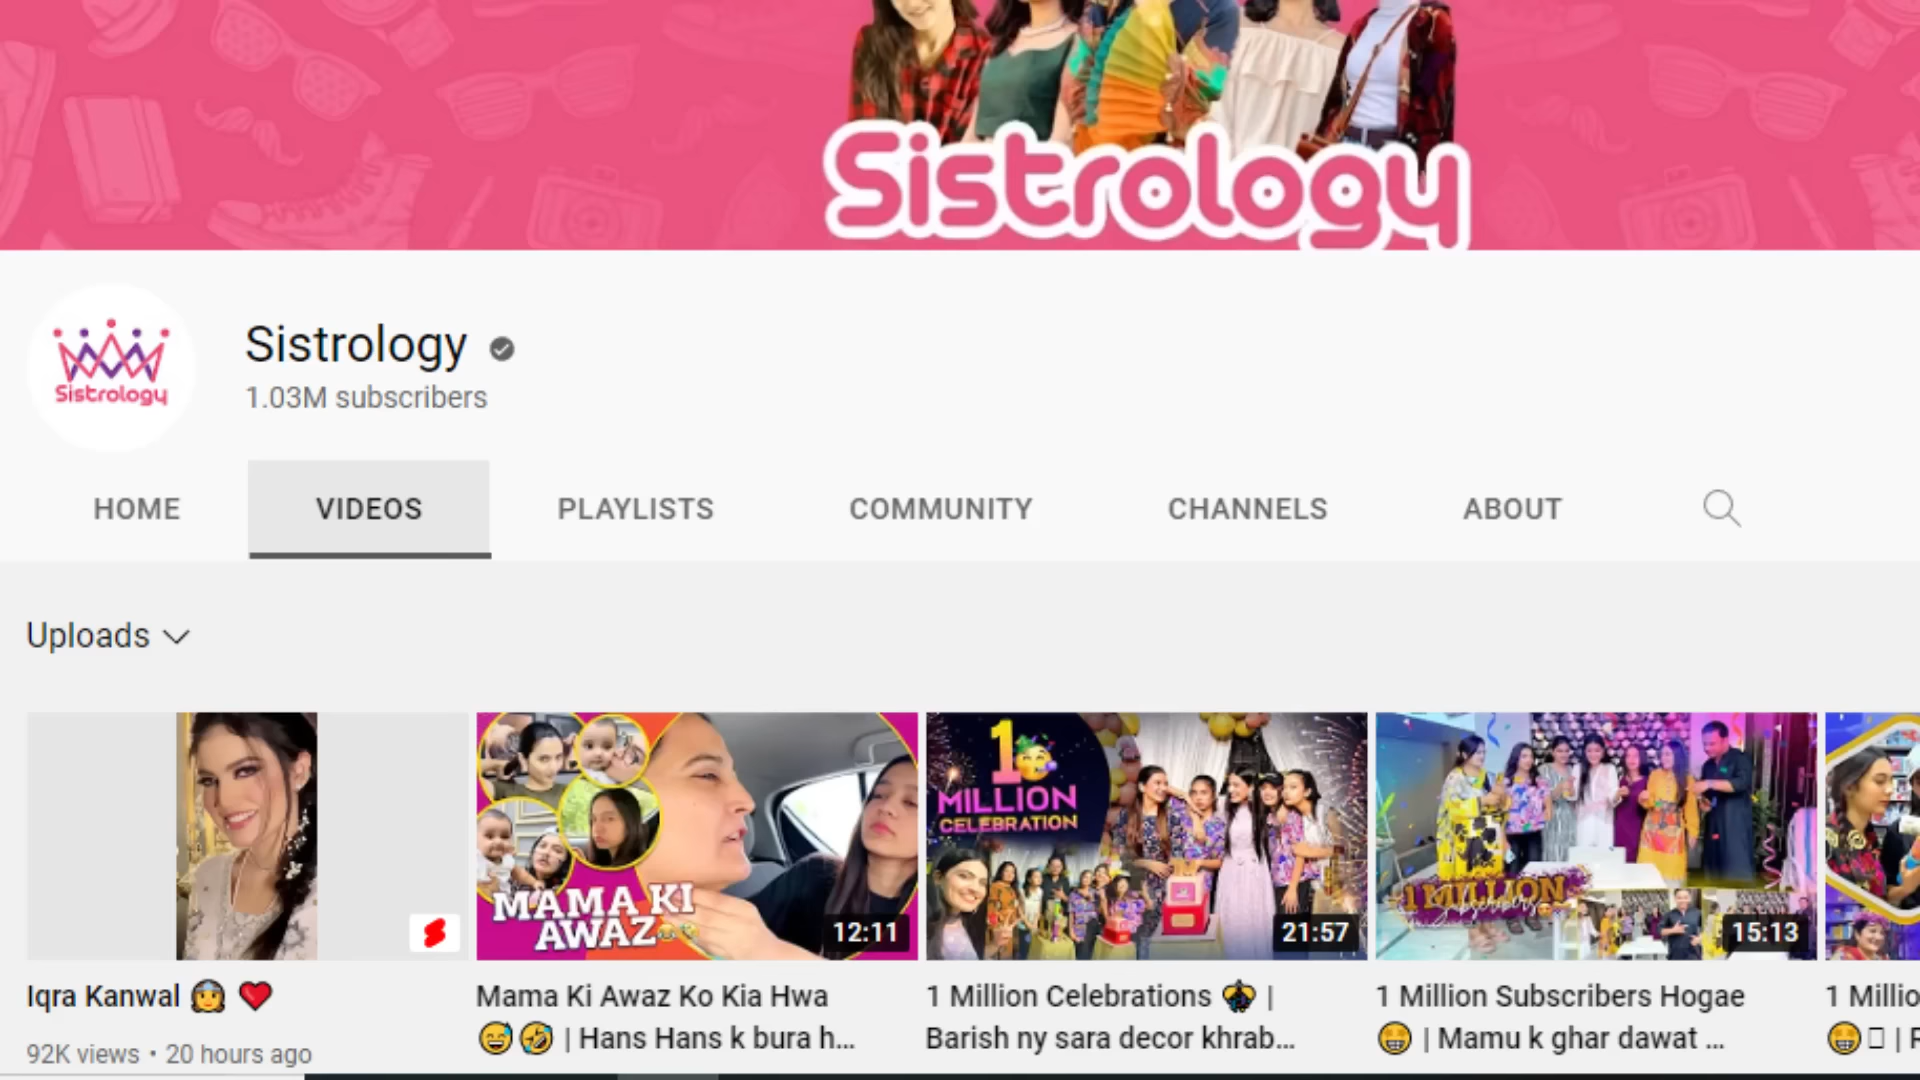 Sistrology
Sistrology
Sistrology
1.03M subscribers
HOME
VIDEOS
PLAYLISTS
COMMUNITY
CHANNELS
ABOUT
Uploads
MAMA KI
AWAZ
12:11
1
MILLION
CELEBRATION
21:57
1 MILLION
Subscribers
15:13
Iqra Kanwal 👰 ❤️
92K views • 20 hours ago
Mama Ki Awaz Ko Kia Hwa
😅🤣 | Hans Hans k bura h...
1 Million Celebrations |
Barish ny sara decor khrab...
1 Million Subscribers Hogae
😁 | Mamu k ghar dawat ...
1 Millio
😁 |